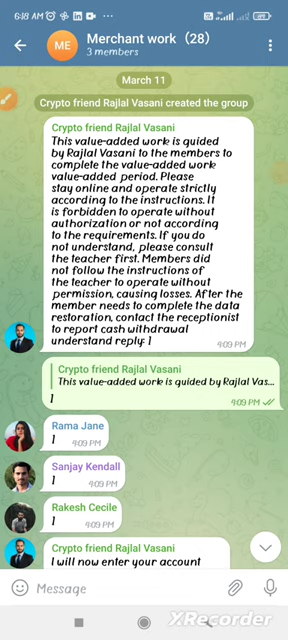 6:18 AM
ME
Merchant work (28)
3 members
March 11
Crypto friend Rajlal Vasani created the group
Crypto friend Rajlal Vasani
This value-added work is guided
by Rajlal Vasani to the members to
complete the value-added work
value-added period. Please
stay online and operate strictly
according to the instructions. It
is forbidden to operate without
authorization or not according
to the requirements. If you do
not understand, please consult
the teacher first. Members did
not follow the instructions of
the teacher to operate without
permission, causing losses. After the
member needs to complete the data
restoration, contact the receptionist
to report cash withdrawal
understand reply: 1
4:09 PM
Crypto friend Rajlal Vasani
This value-added work is guided by Rajlal Vas...
1
4:09 PM
Rama Jane
1 4:09 PM
Sanjay Kendall
1 4:09 PM
Rakesh Cecile
1 4:09 PM
Crypto friend Rajlal Vasani
I will now enter your account
Message
XRecorder